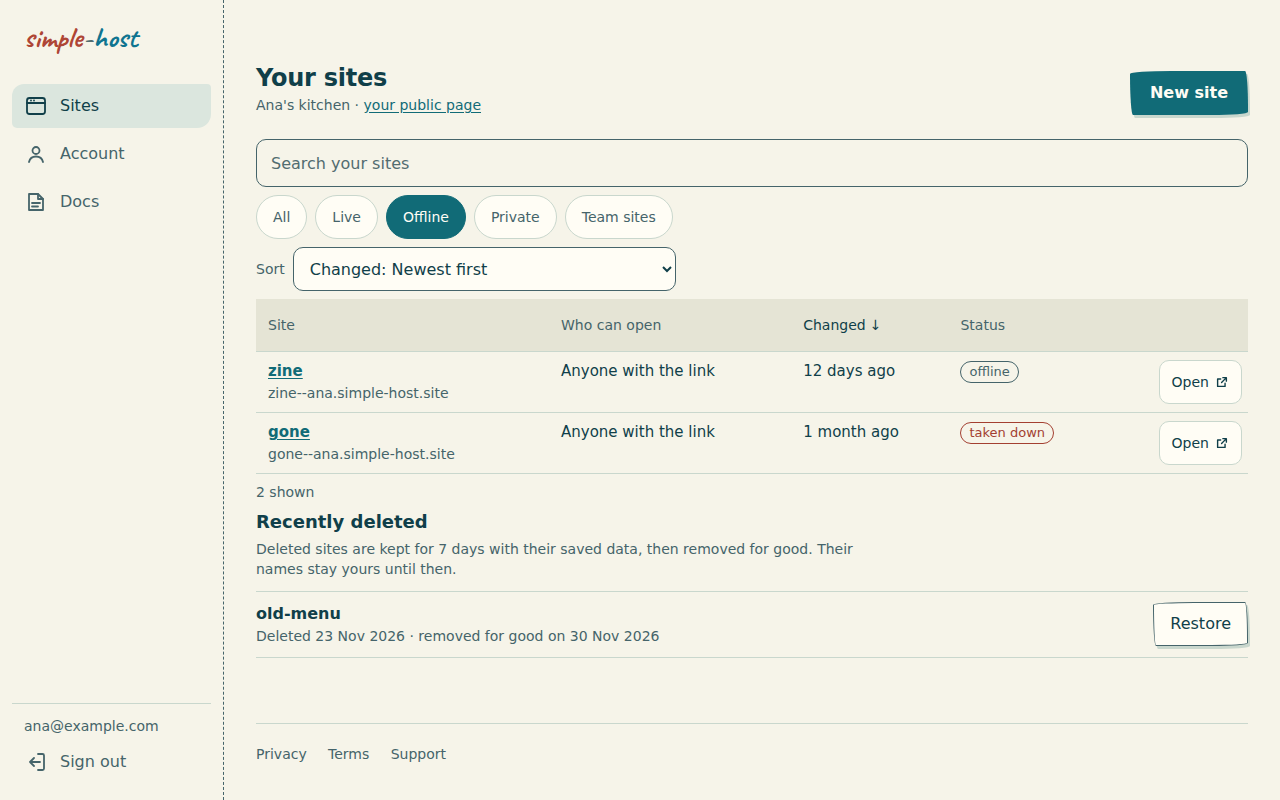 simple-host
Sites
Account
Docs
ana@example.com
Sign out
Your sites
Ana's kitchen · your public page
New site
Search your sites
All Live Offline Private Team sites
Sort Changed: Newest first
Site Who can open Changed ↓ Status
zine Anyone with the link 12 days ago offline Open
zine--ana.simple-host.site
gone Anyone with the link 1 month ago taken down Open
gone--ana.simple-host.site
2 shown
Recently deleted
Deleted sites are kept for 7 days with their saved data, then removed for good. Their
names stay yours until then.
old-menu
Deleted 23 Nov 2026 · removed for good on 30 Nov 2026
Restore
Privacy Terms Support